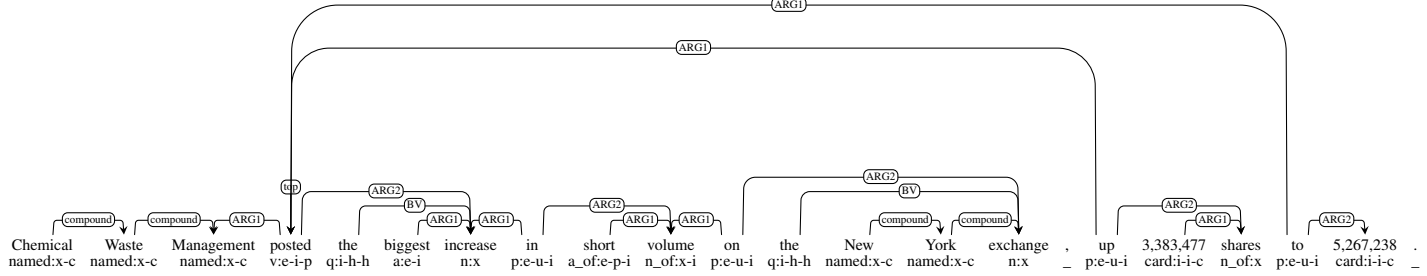 ARG1
ARG1
top ARG2 ARG2
BV ARG2 BV
compound compound ARG1 ARG1 ARG1 ARG1 ARG1 compound compound ARG1 ARG2
Chemical Waste Management posted the biggest increase in short volume on the New York exchange , up 3,383,477 shares to 5,267,238 .
named:x-c named:x-c named:x-c v:e-i-p q:i-h-h a:e-i n:x p:e-u-i a_of:e-p-i n_of:x-i p:e-u-i q:i-h-h named:x-c named:x-c n:x _ p:e-u-i card:i-i-c n_of:x p:e-u-i card:i-i-c _